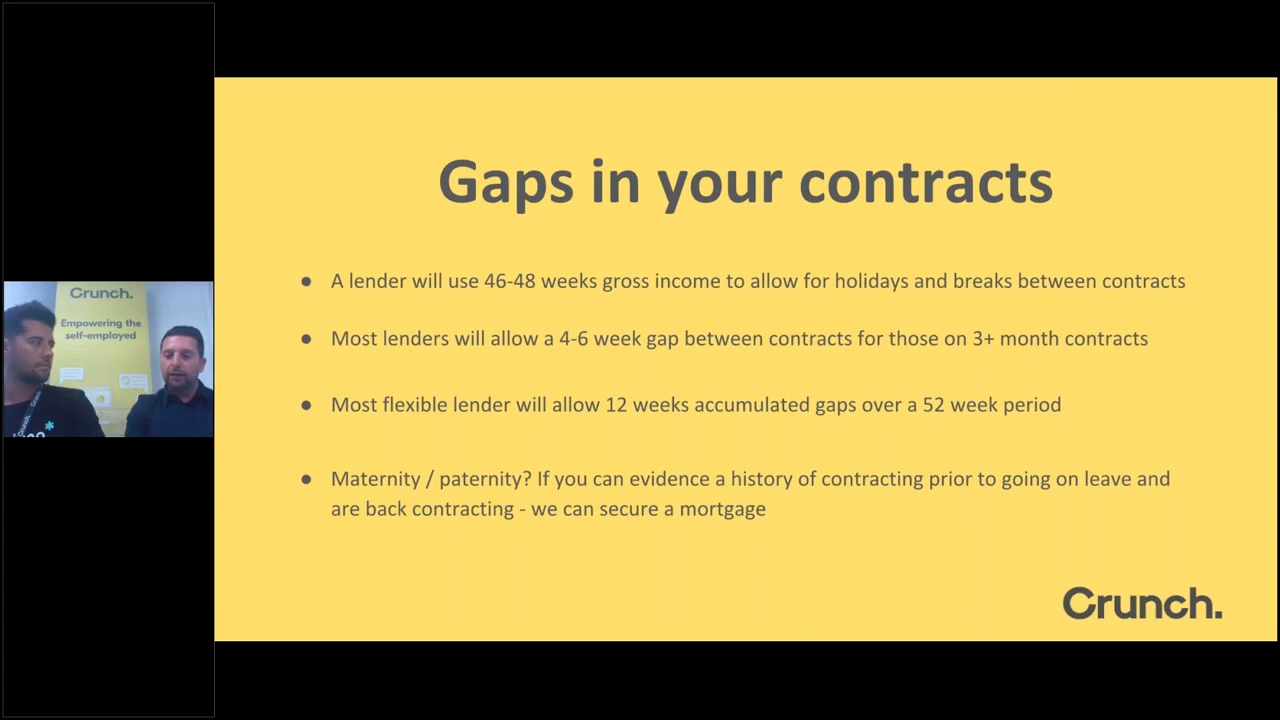 Crunch.
Empowering the
self-employed
Gaps in your contracts
● A lender will use 46-48 weeks gross income to allow for holidays and breaks between contracts
● Most lenders will allow a 4-6 week gap between contracts for those on 3+ month contracts
● Most flexible lender will allow 12 weeks accumulated gaps over a 52 week period
● Maternity / paternity? If you can evidence a history of contracting prior to going on leave and
are back contracting - we can secure a mortgage
Crunch.